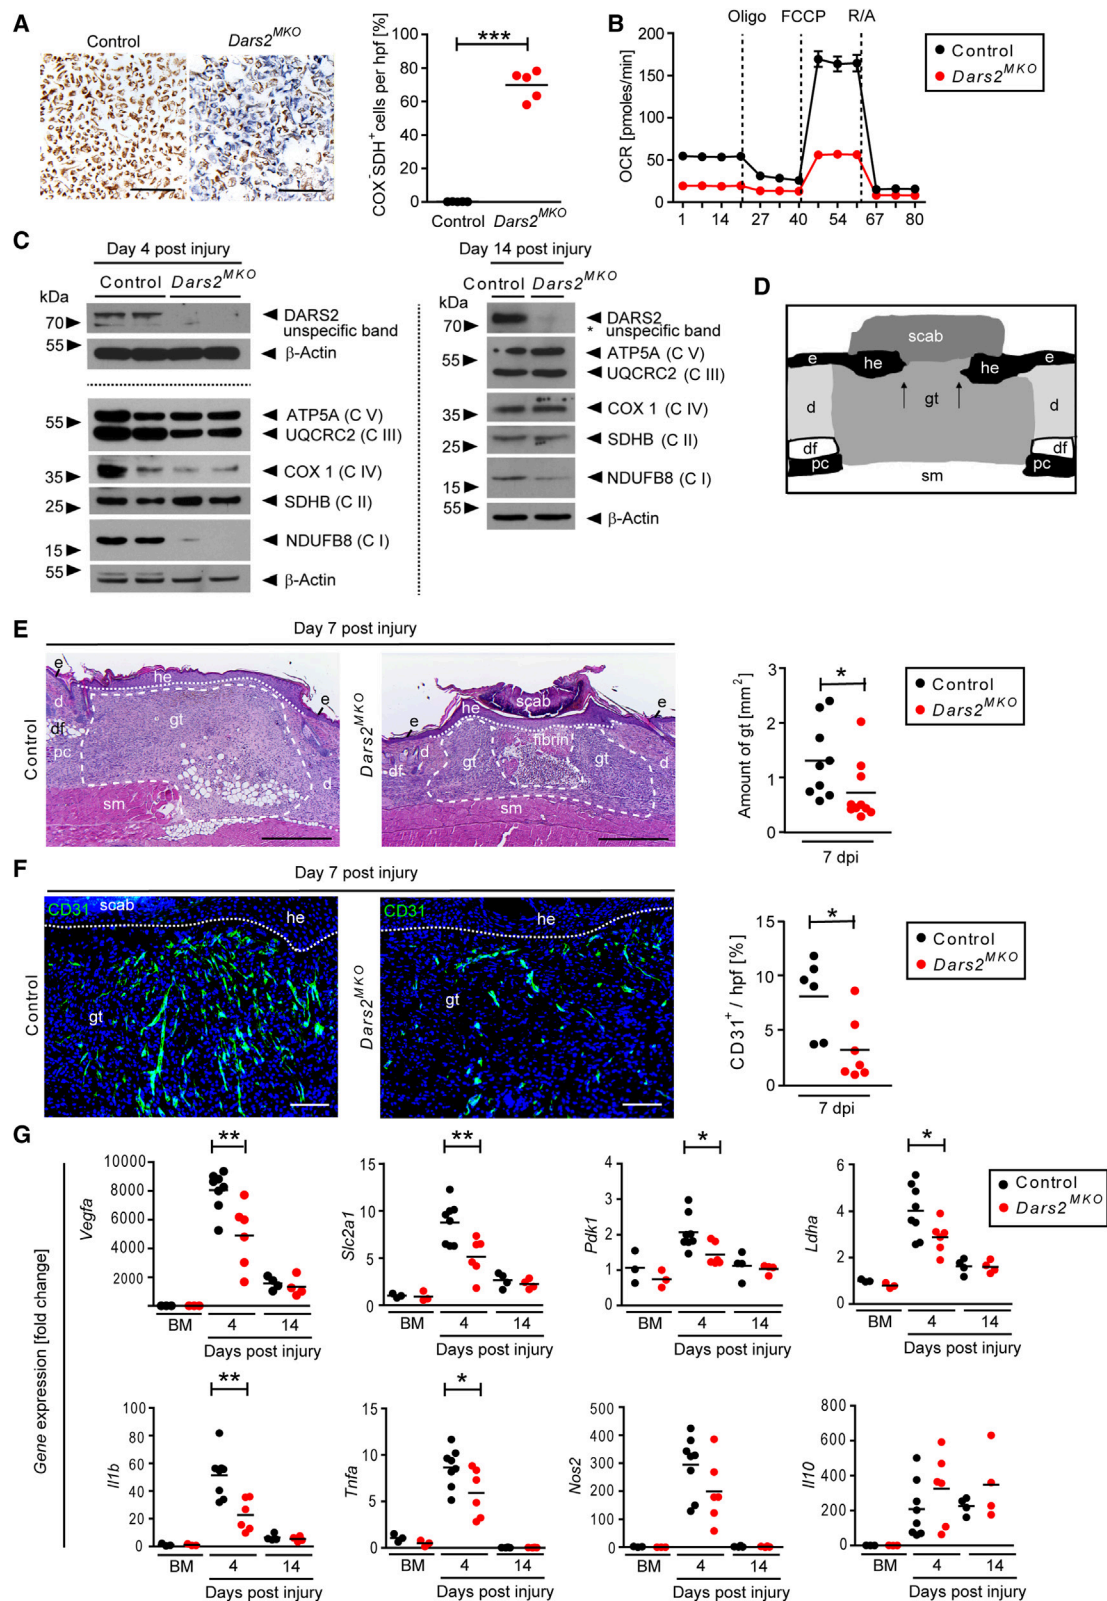 A
Control
Dars2MKO
COX-SDH+cells per hpf [%]
100
80
60
40
20
0
***
Control Dars2MKO
B
Oligo FCCP R/A
OCR [pmoles/min]
200
150
100
50
0
1 14 27 40 54 67 80
Control
Dars2MKO
C
Day 4 post injury
Control Dars2MKO
kDa
70
DARS2
unspecific band
55
β-Actin
55
ATP5A (C V)
UQCRC2 (C III)
35
COX 1 (C IV)
25
SDHB (C II)
15
NDUFB8 (C I)
55
β-Actin
Day 14 post injury
Control Dars2MKO
kDa
70
DARS2
* unspecific band
55
ATP5A (C V)
UQCRC2 (C III)
35
COX 1 (C IV)
25
SDHB (C II)
15
NDUFB8 (C I)
55
β-Actin
D
scab
e he he e
gt
d d
df df
pc pc
sm
E
Day 7 post injury
Control
e
he
e
d
gt
df
pc
d
sm
Dars2MKO
scab
he
e e
fibrin
d gt gt d
df
sm
Amount of gt [mm2]
3
2
1
0
*
7 dpi
Control
Dars2MKO
F
Day 7 post injury
Control
CD31
scab
he
gt
Dars2MKO
CD31
he
gt
CD31+ / hpf [%]
15
10
5
0
*
7 dpi
Control
Dars2MKO
G
Gene expression [fold change]
Vegfa
10000
8000
6000
4000
2000
**
BM 4 14
Days post injury
Slc2a1
15
10
5
0
**
BM 4 14
Days post injury
Pdk1
4
3
2
1
0
*
BM 4 14
Days post injury
Ldha
6
4
2
0
*
BM 4 14
Days post injury
Control
Dars2MKO
Il1b
100
80
60
40
20
0
**
BM 4 14
Days post injury
Tnfa
15
10
5
0
*
BM 4 14
Days post injury
Nos2
500
400
300
200
100
0
BM 4 14
Days post injury
Il10
800
600
400
200
0
BM 4 14
Days post injury